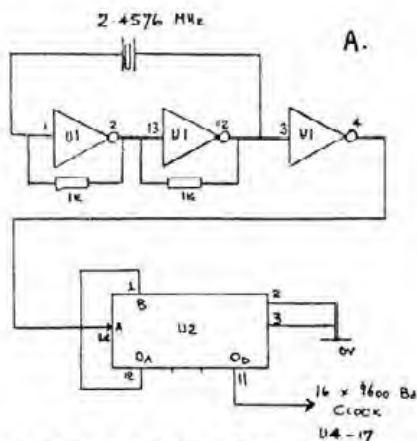 2.4576 MHz
A.
1 U1 2 13 U1 12 3 U1 4
1K 1K
1 2
B
A U2 3
14
QA QD 0V
12 11
16 x 9600 Bd
CLOCK
U4-17